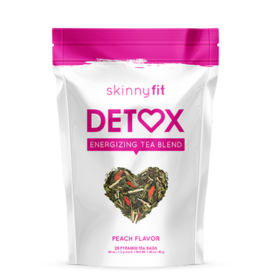 skinnyfit
DETOX
ENERGIZING TEA BLEND
PEACH FLAVOR
28 PYRAMID TEA BAGS